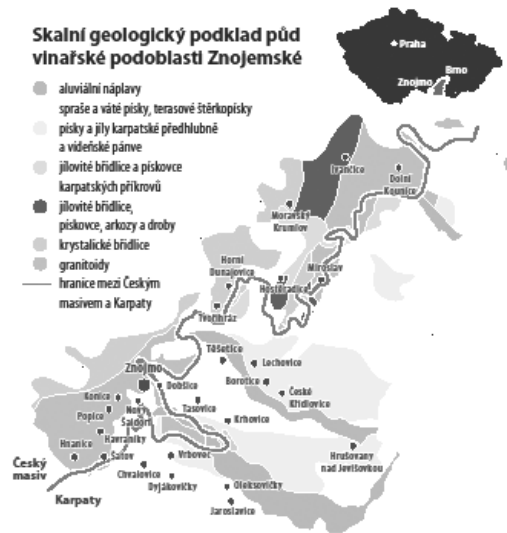 Skalní geologický podklad půd
vinařské podoblasti Znojemské
aluviální náplavy
spraše a váté písky, terasové štěrkopísky
písky a jíly karpatské předhlubně
a vídeňské pánve
jílovité břidlice a pískovce
karpatských příkrovů
jílovité břidlice,
pískovce, arkozy a droby
krystalické břidlice
granitoidy
hranice mezi Českým
masivem a Karpaty
Praha
Brno
Znojmo
Ivančice
Dolní
Kounice
Moravský
Krumlov
Horní
Dunajovice
Miroslav
Hostěradice
Tvořihráz
Těšetice
Lechovice
Znojmo
Dobšice
Borotice
České
Křídlovice
Konice
Popice
Nový
Šaldorf
Tasovice
Krhovice
Hnanice
Havraníky
Šatov
Vrbovec
Hrušovany
nad Jevišovkou
Český
masiv
Chvalovice
Dyjákovičky
Oleksovičky
Karpaty
Jaroslavice